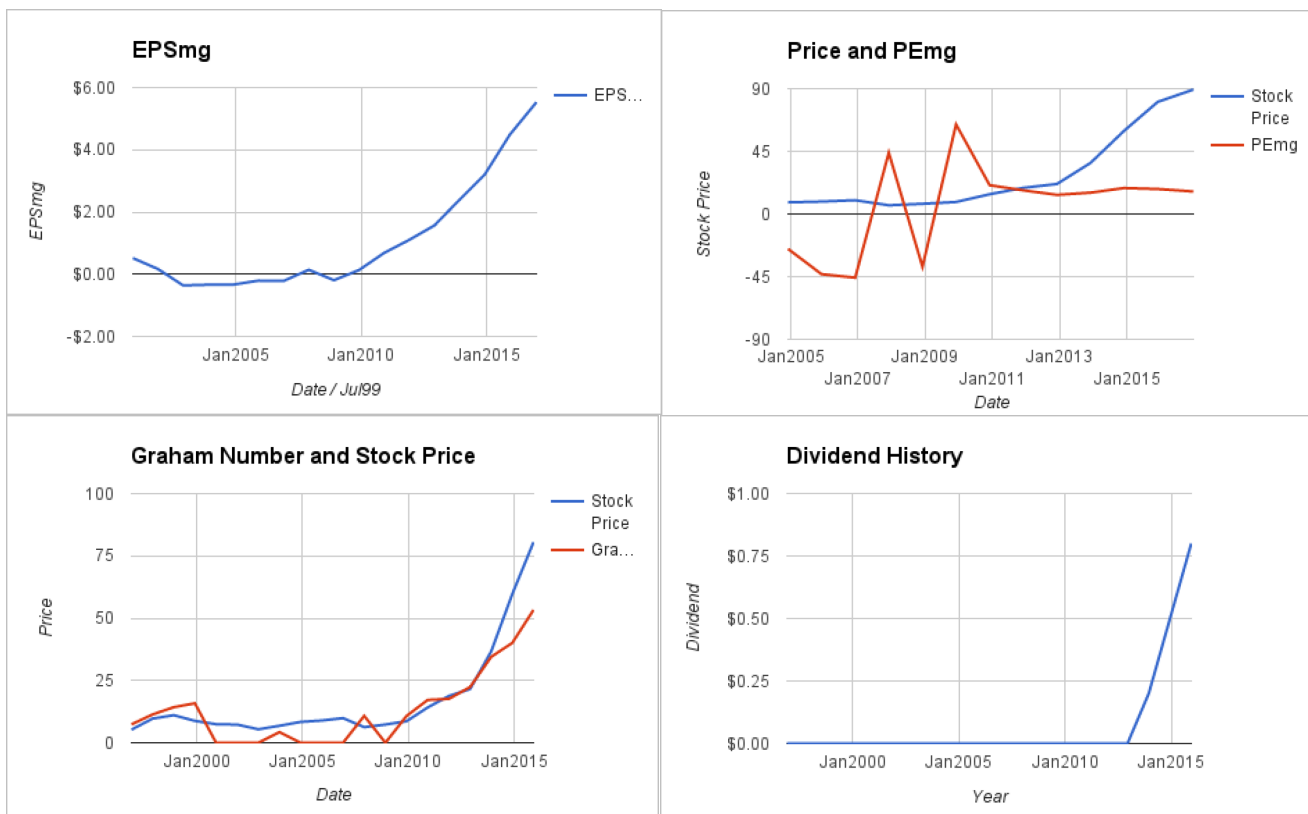 EPSmg
$6.00
$4.00
$2.00
$0.00
-$2.00
EPSmg
Jan2005 Jan2010 Jan2015
Date / Jul99
EPS…
Price and PEmg
90
45
0
-45
-90
Stock Price
Jan2005 Jan2009 Jan2013
Jan2007 Jan2011 Jan2015
Date
Stock
Price
PEmg
Graham Number and Stock Price
100
75
50
25
0
Price
Jan2000 Jan2005 Jan2010 Jan2015
Date
Stock
Price
Gra…
Dividend History
$1.00
$0.75
$0.50
$0.25
$0.00
Dividend
Jan2000 Jan2005 Jan2010 Jan2015
Year